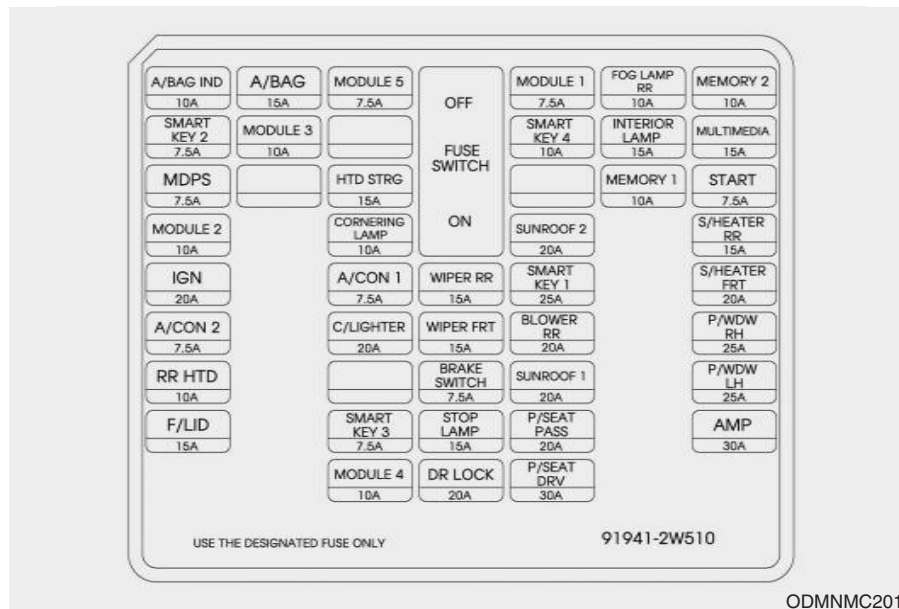 A/BAG IND
10A
A/BAG
15A
MODULE 5
7.5A
OFF
FUSE
SWITCH
ON
MODULE 1
7.5A
FOG LAMP
RR
10A
MEMORY 2
10A
SMART
KEY 2
7.5A
MODULE 3
10A
SMART
KEY 4
10A
INTERIOR
LAMP
15A
MULTIMEDIA
15A
MDPS
7.5A
HTD STRG
15A
MEMORY 1
10A
START
7.5A
MODULE 2
10A
CORNERING
LAMP
10A
SUNROOF 2
20A
S/HEATER
RR
15A
IGN
20A
A/CON 1
7.5A
WIPER RR
15A
SMART
KEY 1
25A
S/HEATER
FRT
20A
A/CON 2
7.5A
C/LIGHTER
20A
WIPER FRT
15A
BLOWER
RR
20A
P/WDW
RH
25A
RR HTD
10A
BRAKE
SWITCH
7.5A
SUNROOF 1
20A
P/WDW
LH
25A
F/LID
15A
SMART
KEY 3
7.5A
STOP
LAMP
15A
P/SEAT
PASS
20A
AMP
30A
MODULE 4
10A
DR LOCK
20A
P/SEAT
DRV
30A
USE THE DESIGNATED FUSE ONLY
91941-2W510
ODMNMC201